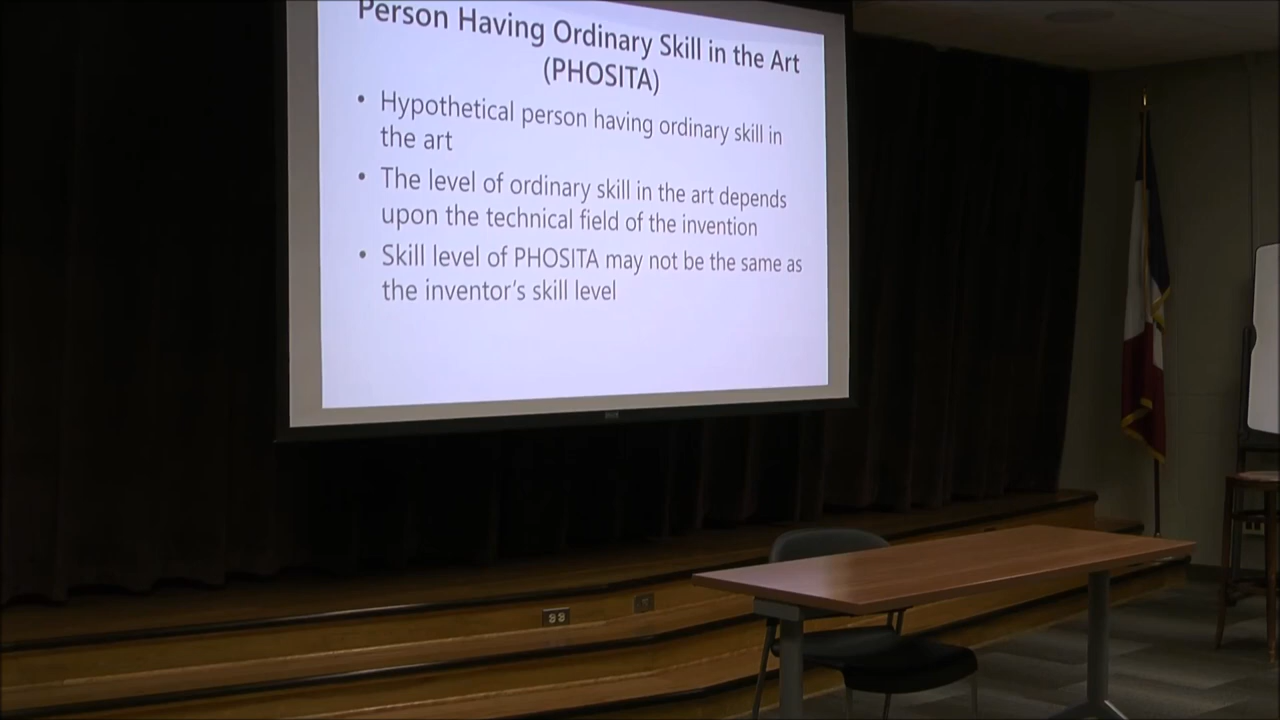 Person Having Ordinary Skill in the Art
(PHOSITA)
• Hypothetical person having ordinary skill in
the art
• The level of ordinary skill in the art depends
upon the technical field of the invention
• Skill level of PHOSITA may not be the same as
the inventor's skill level